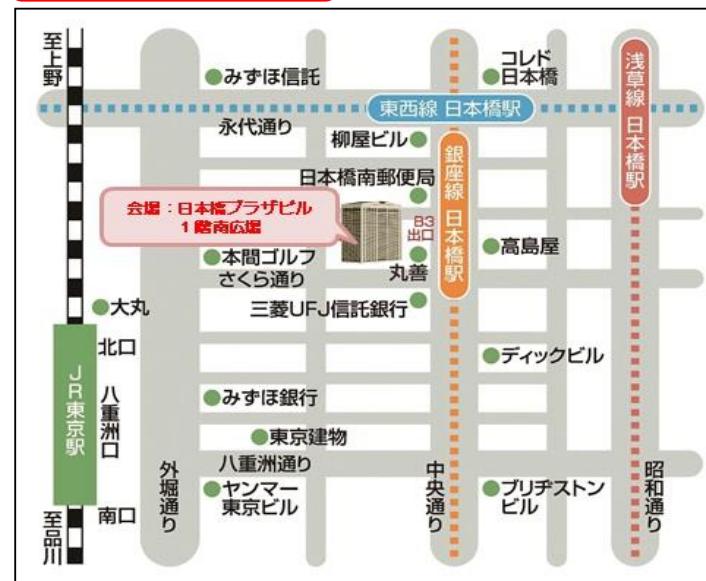 至上野
みずほ信託
コレド
日本橋
浅草線 日本橋駅
東西線 日本橋駅
永代通り
柳屋ビル
銀座線 日本橋駅
日本橋南郵便局
会場：日本橋プラザビル
1階南広場
B3
出口
本間ゴルフ
さくら通り
丸善
高島屋
大丸
三菱UFJ信託銀行
北口
ディックビル
JR東京駅
八重洲口
みずほ銀行
東京建物
八重洲通り
外堀通り
ヤンマー
東京ビル
中央通り
ブリヂストン
ビル
昭和通り
南口
至品川